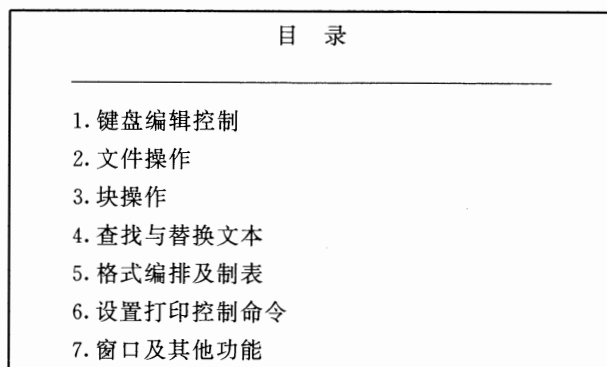 目 录
1.键盘编辑控制
2.文件操作
3.块操作
4.查找与替换文本
5.格式编排及制表
6.设置打印控制命令
7.窗口及其他功能